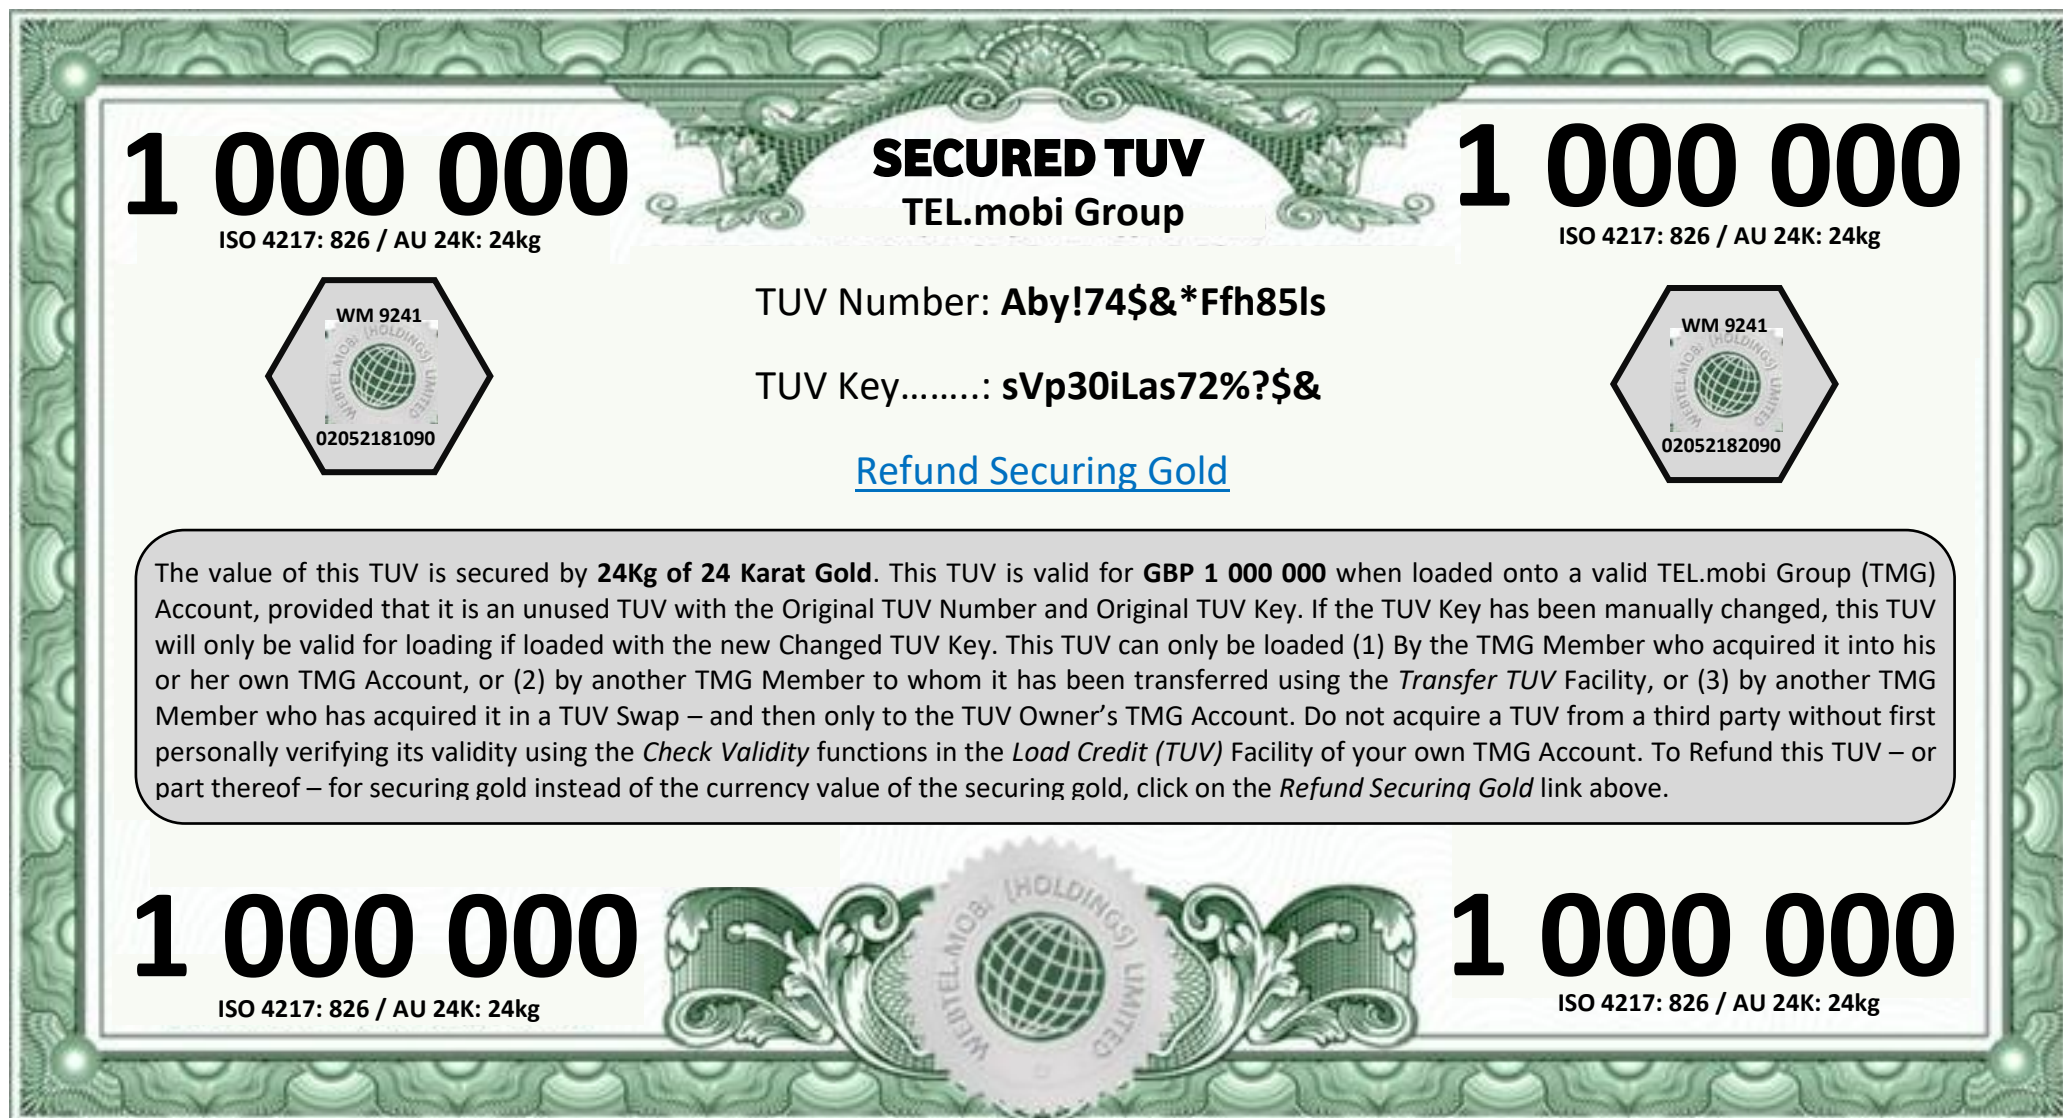 1 000 000
ISO 4217: 826 / AU 24K: 24kg
SECURED TUV
TEL.mobi Group
1 000 000
ISO 4217: 826 / AU 24K: 24kg
WM 9241
WEBTEL.MOBI (HOLDINGS) LIMITED
02052181090
TUV Number: Aby!74$&*Ffh85ls
TUV Key……..: sVp30iLas72%?$&
Refund Securing Gold
WM 9241
WEBTEL.MOBI (HOLDINGS) LIMITED
02052182090
The value of this TUV is secured by 24Kg of 24 Karat Gold. This TUV is valid for GBP 1 000 000 when loaded onto a valid TEL.mobi Group (TMG)
Account, provided that it is an unused TUV with the Original TUV Number and Original TUV Key. If the TUV Key has been manually changed, this TUV
will only be valid for loading if loaded with the new Changed TUV Key. This TUV can only be loaded (1) By the TMG Member who acquired it into his
or her own TMG Account, or (2) by another TMG Member to whom it has been transferred using the Transfer TUV Facility, or (3) by another TMG
Member who has acquired it in a TUV Swap – and then only to the TUV Owner’s TMG Account. Do not acquire a TUV from a third party without first
personally verifying its validity using the Check Validity functions in the Load Credit (TUV) Facility of your own TMG Account. To Refund this TUV – or
part thereof – for securing gold instead of the currency value of the securing gold, click on the Refund Securing Gold link above.
1 000 000
ISO 4217: 826 / AU 24K: 24kg
WEBTEL.MOBI (HOLDINGS) LIMITED
1 000 000
ISO 4217: 826 / AU 24K: 24kg